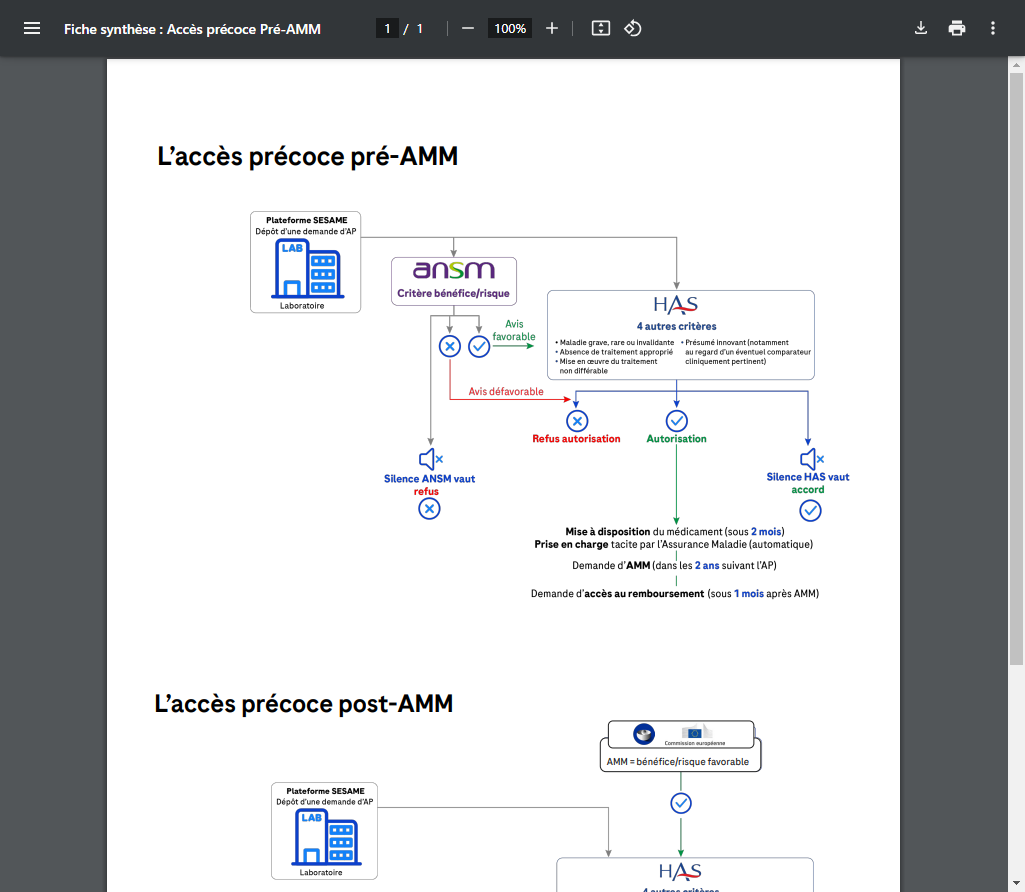 Fiche synthèse : Accès précoce Pré-AMM
1 / 1
100%
L'accès précoce pré-AMM
Plateforme SESAME
Dépôt d'une demande d'AP
LAB
Laboratoire
ansm
Critère bénéfice/risque
HAS
4 autres critères
• Maladie grave, rare ou invalidante
• Absence de traitement approprié
• Mise en œuvre du traitement
non différable
• Présumé innovant (notamment
au regard d'un éventuel comparateur
cliniquement pertinent)
Avis
favorable
Avis défavorable
Refus autorisation
Autorisation
Silence ANSM vaut
refus
Silence HAS vaut
accord
Mise à disposition du médicament (sous 2 mois)
Prise en charge tacite par l'Assurance Maladie (automatique)
Demande d'AMM (dans les 2 ans suivant l'AP)
Demande d'accès au remboursement (sous 1 mois après AMM)
L'accès précoce post-AMM
Commission européenne
AMM = bénéfice/risque favorable
Plateforme SESAME
Dépôt d'une demande d'AP
LAB
Laboratoire
HAS
4 autres critères